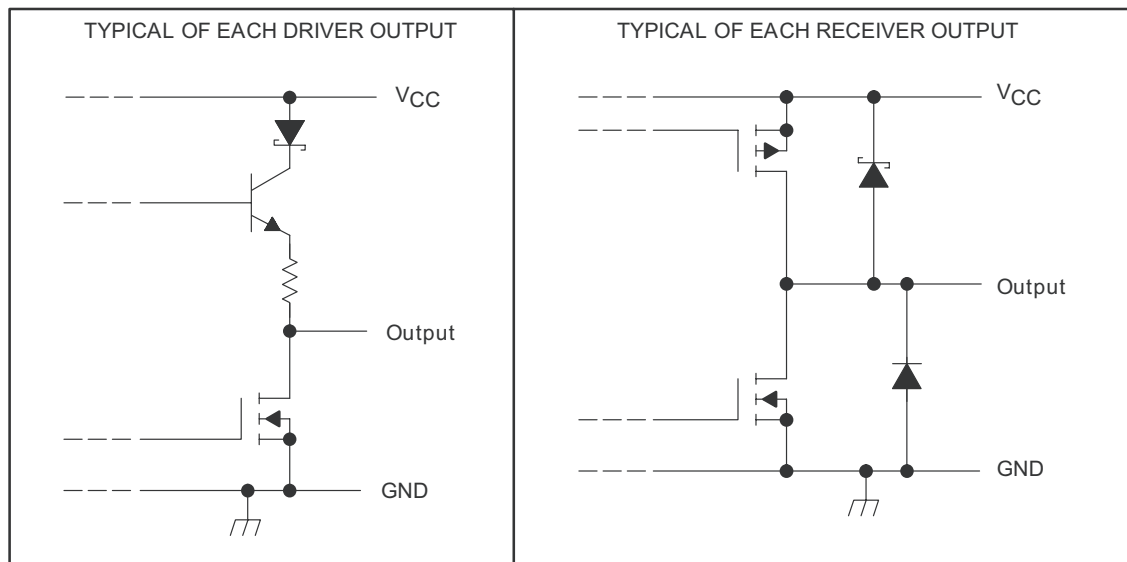 TYPICAL OF EACH DRIVER OUTPUT
VCC
Output
GND
TYPICAL OF EACH RECEIVER OUTPUT
VCC
Output
GND